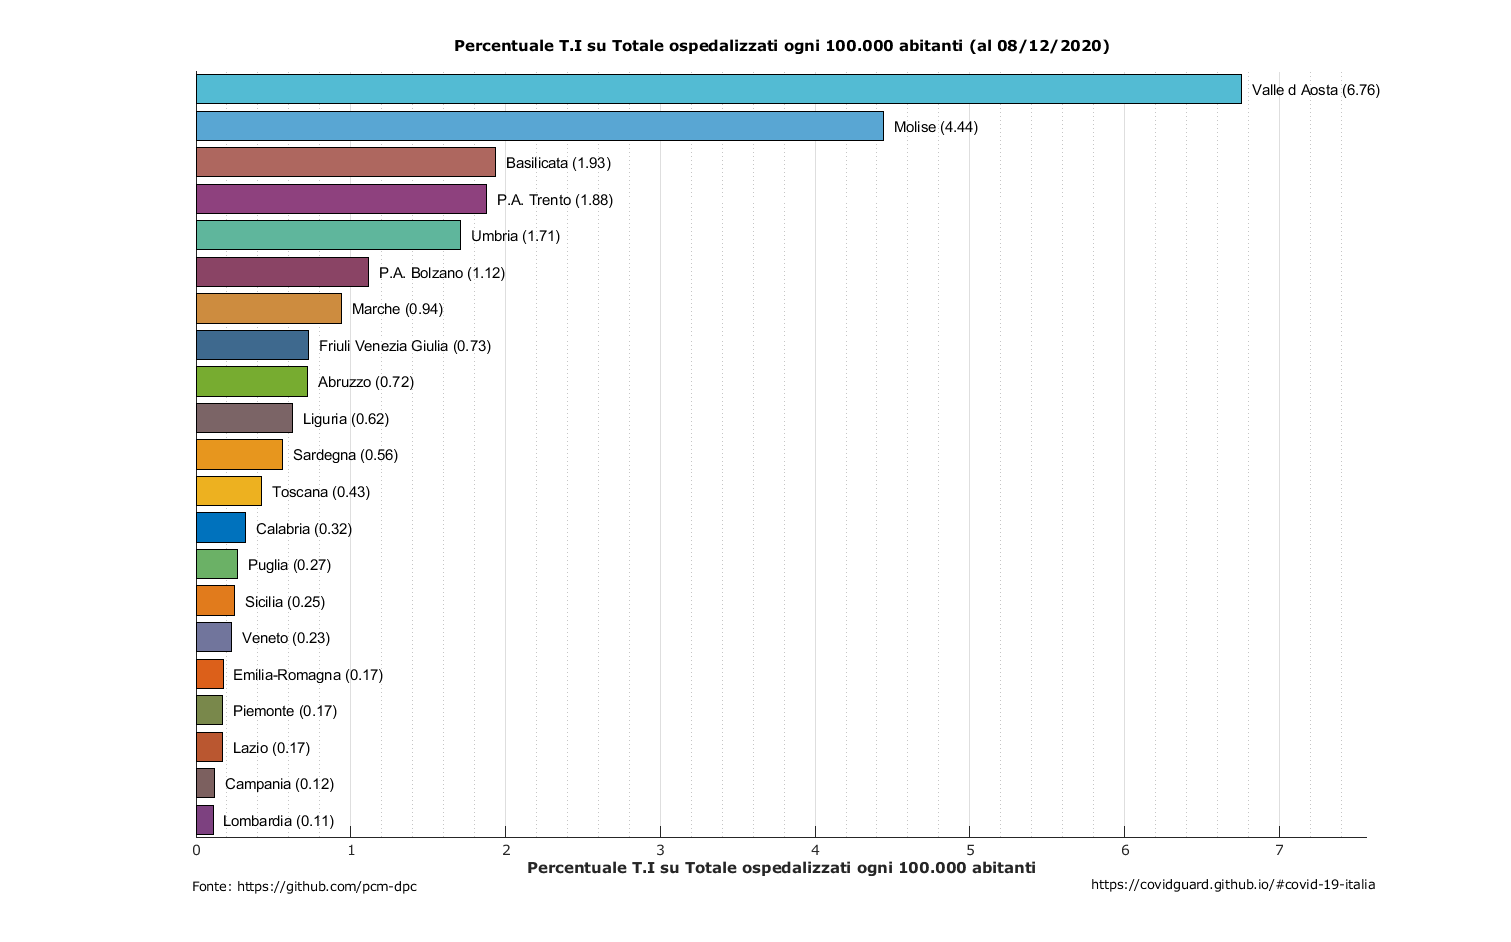 Percentuale T.I su Totale ospedalizzati ogni 100.000 abitanti (al 08/12/2020)
Valle d Aosta (6.76)
Molise (4.44)
Basilicata (1.93)
P.A. Trento (1.88)
Umbria (1.71)
P.A. Bolzano (1.12)
Marche (0.94)
Friuli Venezia Giulia (0.73)
Abruzzo (0.72)
Liguria (0.62)
Sardegna (0.56)
Toscana (0.43)
Calabria (0.32)
Puglia (0.27)
Sicilia (0.25)
Veneto (0.23)
Emilia-Romagna (0.17)
Piemonte (0.17)
Lazio (0.17)
Campania (0.12)
Lombardia (0.11)
0 1 2 3 4 5 6 7
Percentuale T.I su Totale ospedalizzati ogni 100.000 abitanti
Fonte: https://github.com/pcm-dpc
https://covidguard.github.io/#covid-19-italia